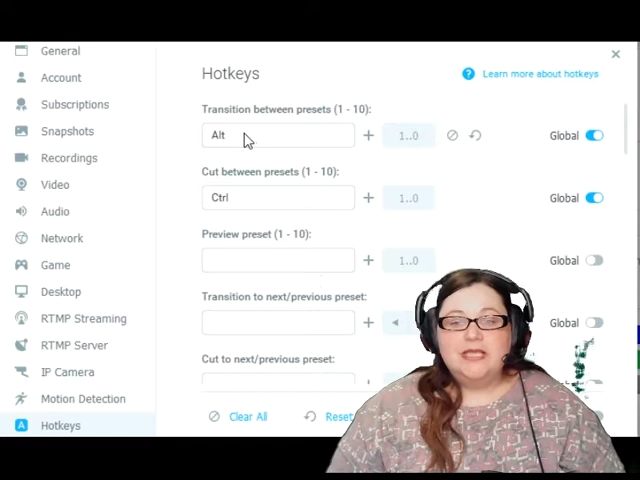 General
Account
Subscriptions
Snapshots
Recordings
Video
Audio
Network
Game
Desktop
RTMP Streaming
RTMP Server
IP Camera
Motion Detection
A Hotkeys
Hotkeys
? Learn more about hotkeys
Transition between presets (1 - 10):
Alt + 1..0 Global
Cut between presets (1 - 10):
Ctrl + 1..0 Global
Preview preset (1 - 10):
+ 1..0 Global
Transition to next/previous preset:
+ Global
Cut to next/previous preset:
Clear All Reset